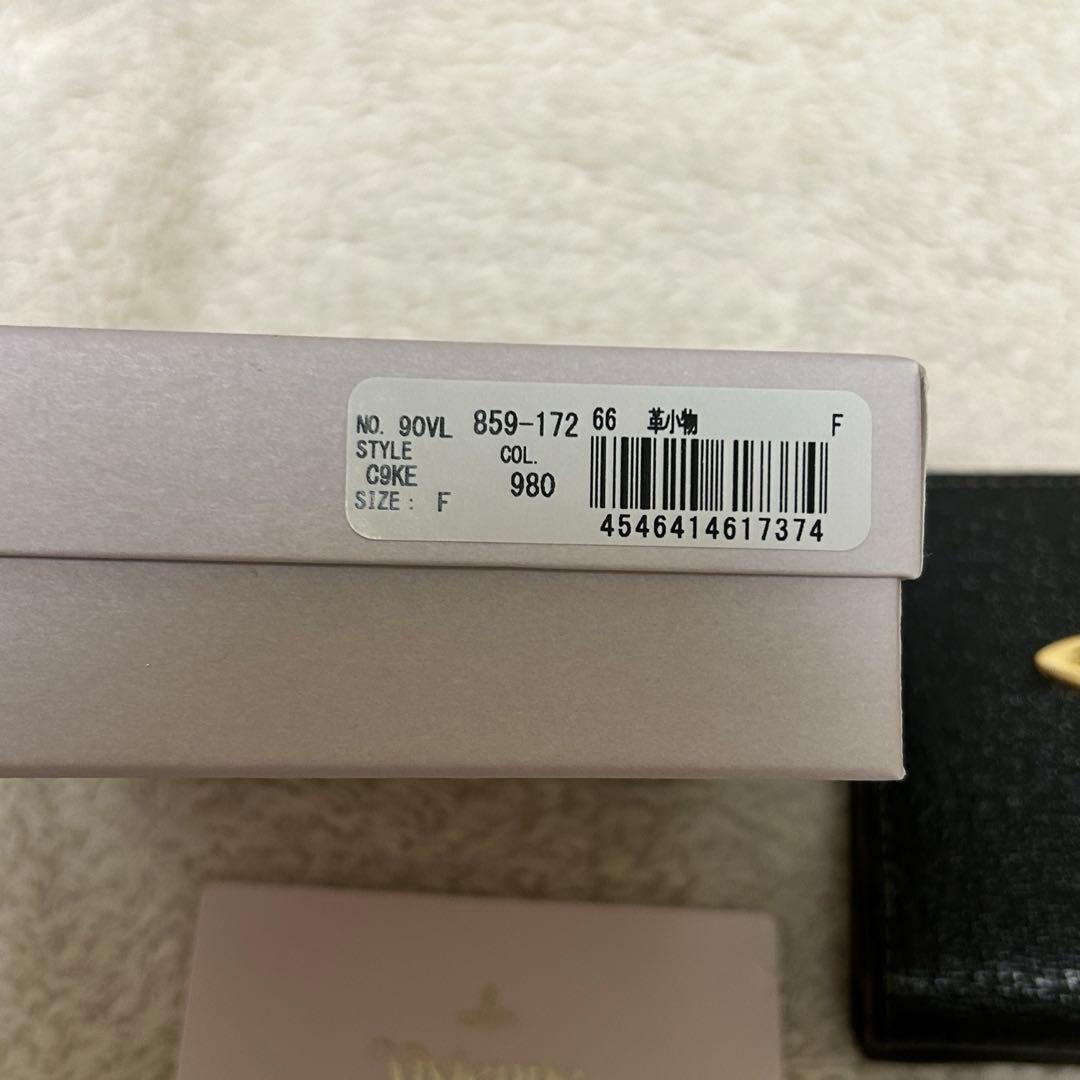 NO. 90VL 859-172 66 革小物 F
STYLE COL.
C9KE 980
SIZE: F
4546414617374